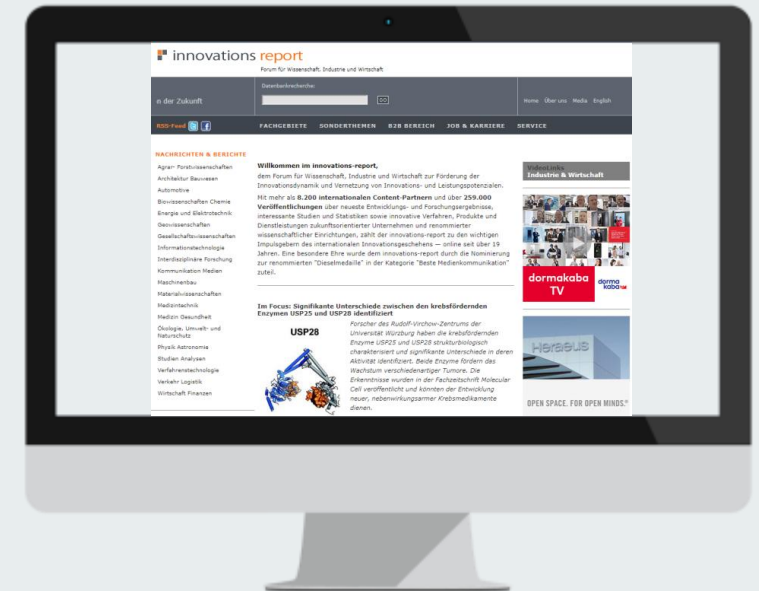 innovations report
Forum für Wissenschaft, Industrie und Wirtschaft
Datenbankrecherche:
n der Zukunft
GO
Home Über uns Media English
RSS-Feed
FACHGEBIETE SONDERTHEMEN B2B BEREICH JOB & KARRIERE SERVICE
NACHRICHTEN & BERICHTE
Agrar- Forstwissenschaften
Architektur Bauwesen
Automotive
Biowissenschaften Chemie
Energie und Elektrotechnik
Geowissenschaften
Gesellschaftswissenschaften
Informationstechnologie
Interdisziplinäre Forschung
Kommunikation Medien
Maschinenbau
Materialwissenschaften
Medizintechnik
Medizin Gesundheit
Ökologie, Umwelt- und
Naturschutz
Physik Astronomie
Studien Analysen
Verfahrenstechnologie
Verkehr Logistik
Wirtschaft Finanzen
Willkommen im innovations-report,
dem Forum für Wissenschaft, Industrie und Wirtschaft zur Förderung der
Innovationsdynamik und Vernetzung von Innovations- und Leistungspotenzialen.
Mit mehr als 8.200 internationalen Content-Partnern und über 259.000
Veröffentlichungen über neueste Entwicklungs- und Forschungsergebnisse,
interessante Studien und Statistiken sowie innovative Verfahren, Produkte und
Dienstleistungen zukunftsorientierter Unternehmen und renommierter
wissenschaftlicher Einrichtungen, zählt der innovations-report zu den wichtigen
Impulsgebern des internationalen Innovationsgeschehens — online seit über 19
Jahren. Eine besondere Ehre wurde dem innovations-report durch die Nominierung
zur renommierten "Dieselmedaille" in der Kategorie "Beste Medienkommunikation"
zuteil.
Im Focus: Signifikante Unterschiede zwischen den krebsfördernden
Enzymen USP25 und USP28 identifiziert
USP28
Forscher des Rudolf-Virchow-Zentrums der
Universität Würzburg haben die krebsfördernden
Enzyme USP25 und USP28 strukturbiologisch
charakterisiert und signifikante Unterschiede in deren
Aktivität identifiziert. Beide Enzyme fördern das
Wachstum verschiedenartiger Tumore. Die
Erkenntnisse wurden in der Fachzeitschrift Molecular
Cell veröffentlicht und könnten der Entwicklung
neuer, nebenwirkungsarmer Krebsmedikamente
dienen.
VideoLinks
Industrie & Wirtschaft
dormakaba
TV
dorma
kaba
Heraeus
OPEN SPACE. FOR OPEN MINDS.®